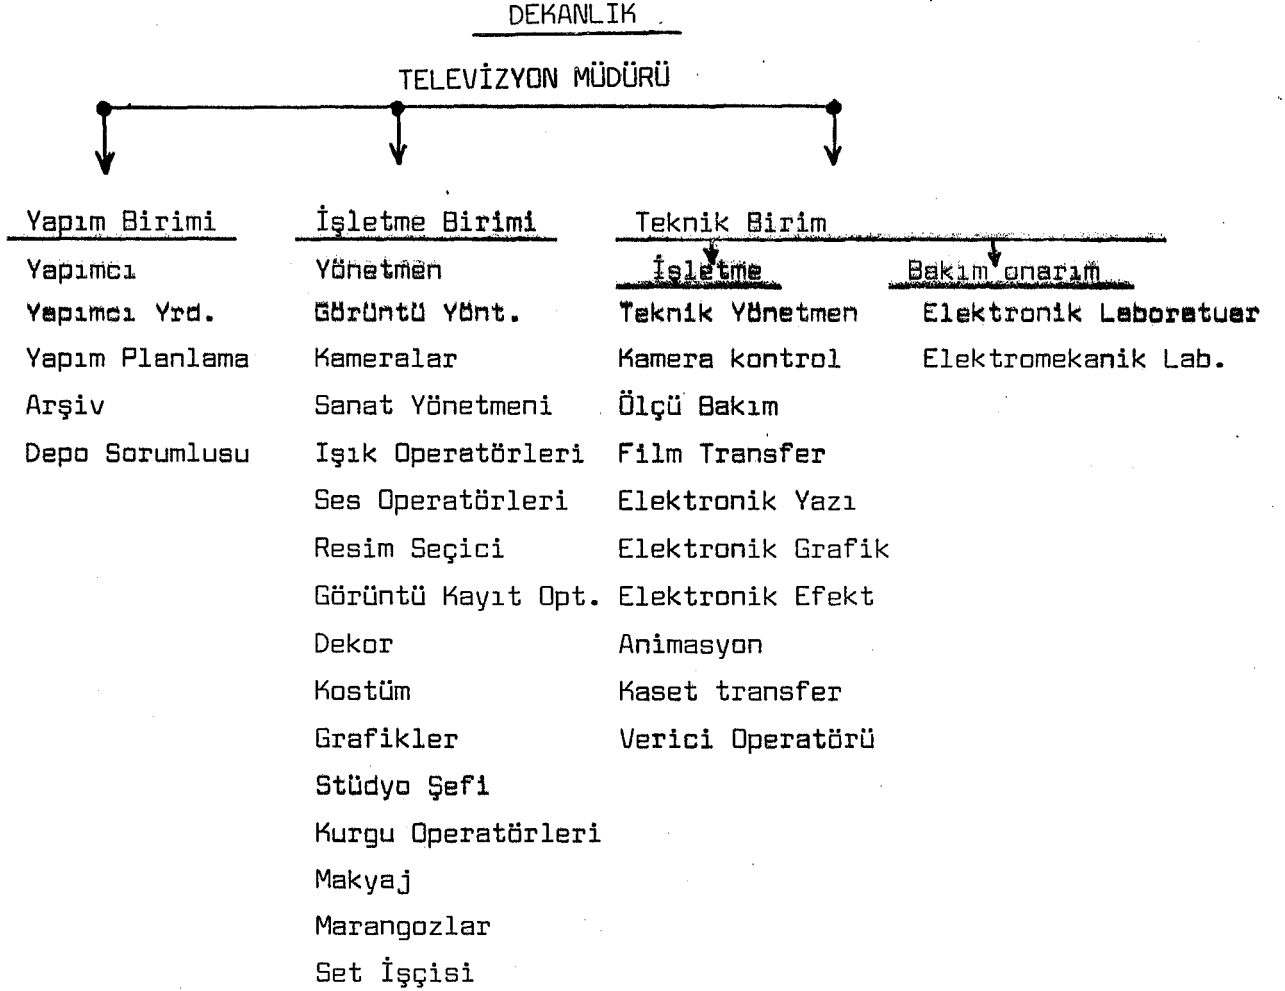 DEKANLIK
TELEVİZYON MÜDÜRÜ
Yapım Birimi
Yapımcı
Yapımcı Yrd.
Yapım Planlama
Arşiv
Depo Sorumlusu
İşletme Birimi
Yönetmen
Görüntü Yönt.
Kameralar
Sanat Yönetmeni
Işık Operatörleri
Ses Operatörleri
Resim Seçici
Görüntü Kayıt Opt.
Dekor
Kostüm
Grafikler
Stüdyo Şefi
Kurgu Operatörleri
Makyaj
Marangozlar
Set İşçisi
Teknik Birim
İşletme
Teknik Yönetmen
Kamera kontrol
Ölçü Bakım
Film Transfer
Elektronik Yazı
Elektronik Grafik
Elektronik Efekt
Animasyon
Kaset transfer
Verici Operatörü
Bakım onarım
Elektronik Laboratuar
Elektromekanik Lab.